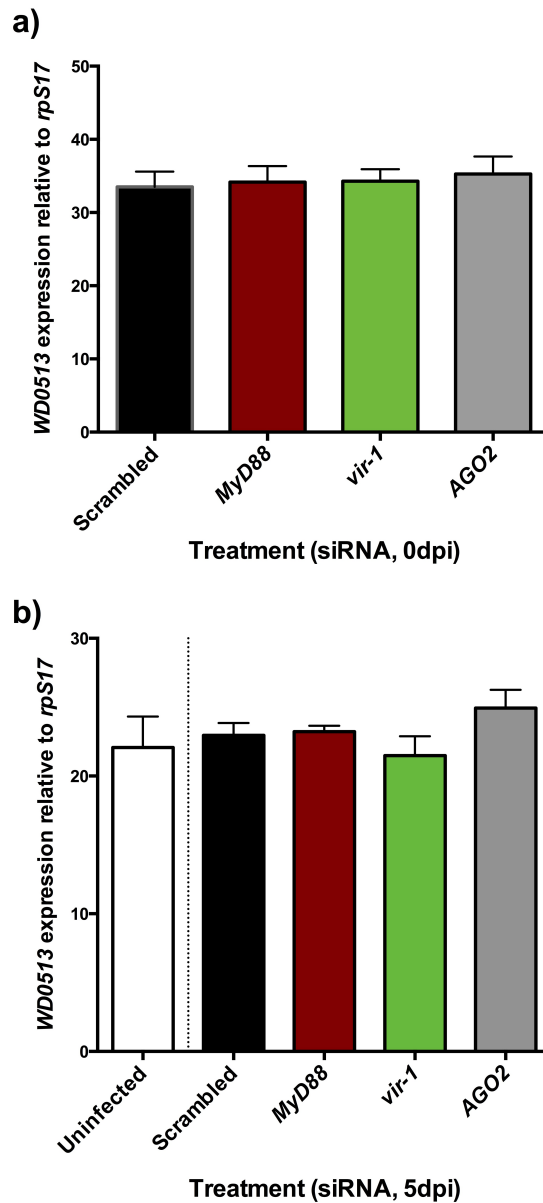 a)
WD0513 expression relative to rpS17
50
40
30
20
10
0
Scrambled
MyD88
vir-1
AGO2
Treatment (siRNA, 0dpi)
b)
WD0513 expression relative to rpS17
30
20
10
0
Uninfected
Scrambled
MyD88
vir-1
AGO2
Treatment (siRNA, 5dpi)